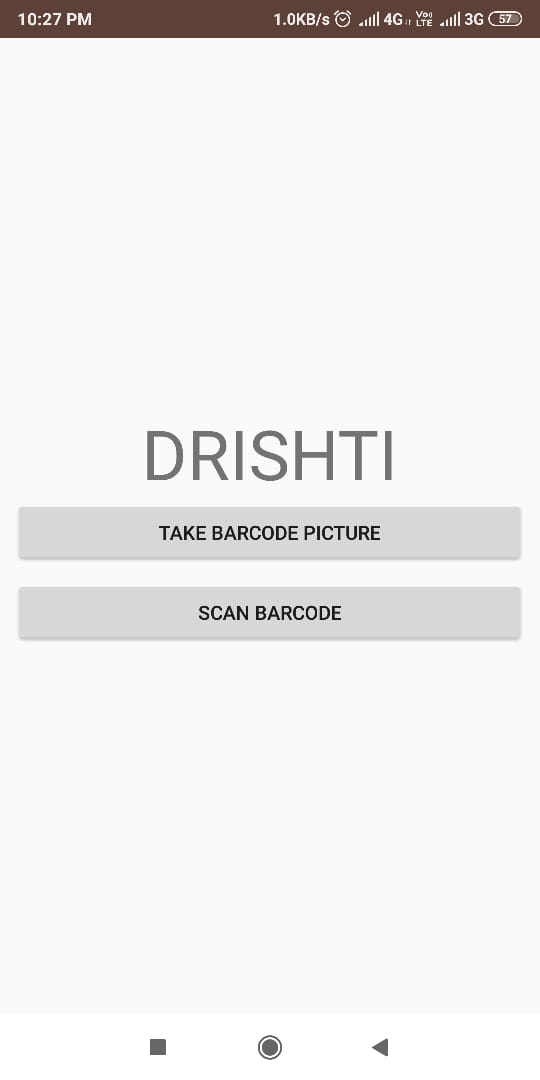 10:27 PM 1.0KB/s 4G Vo) LTE 3G 57
DRISHTI
TAKE BARCODE PICTURE
SCAN BARCODE